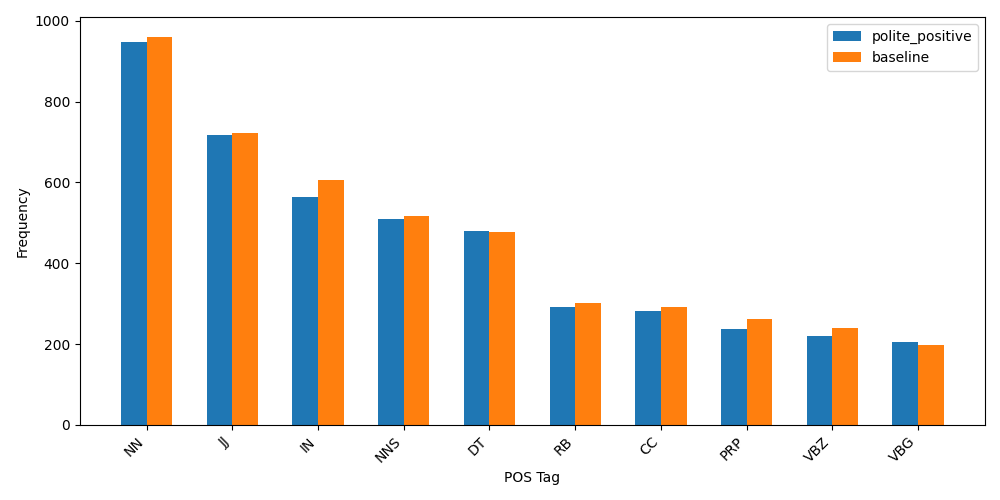 1000
800
600
400
200
0
Frequency
polite_positive
baseline
NN
JJ
IN
NNS
DT
RB
CC
PRP
VBZ
VBG
POS Tag